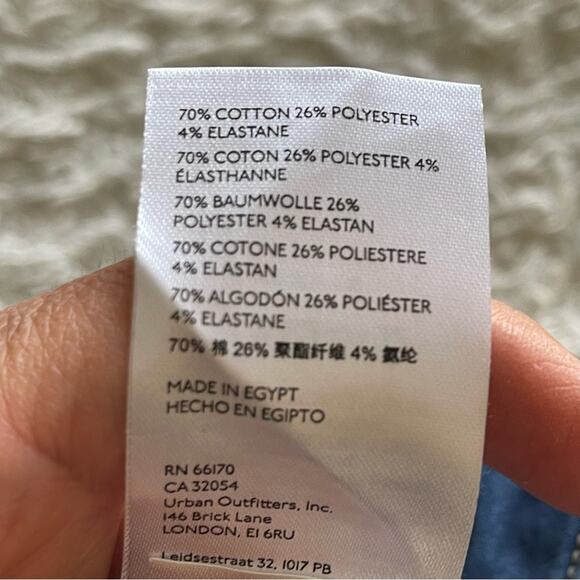 70% COTTON 26% POLYESTER
4% ELASTANE
70% COTON 26% POLYESTER 4%
ÉLASTHANNE
70% BAUMWOLLE 26%
POLYESTER 4% ELASTAN
70% COTONE 26% POLIESTERE
4% ELASTAN
70% ALGODÓN 26% POLIÉSTER
4% ELASTANE
70% 棉 26% 聚酯纤维 4% 氨纶
MADE IN EGYPT
HECHO EN EGIPTO
RN 66170
CA 32054
Urban Outfitters, Inc.
146 Brick Lane
LONDON, E1 6RU
Leidsestraat 32, 1017 PB